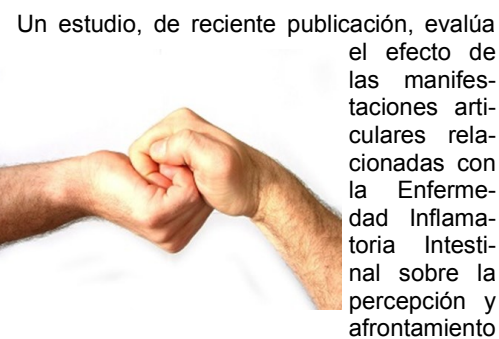 Un estudio, de reciente publicación, evalúa
el efecto de
las manifes-
taciones arti-
culares rela-
cionadas con
la Enferme-
dad Inflama-
toria Intesti-
nal sobre la
percepción y
afrontamiento